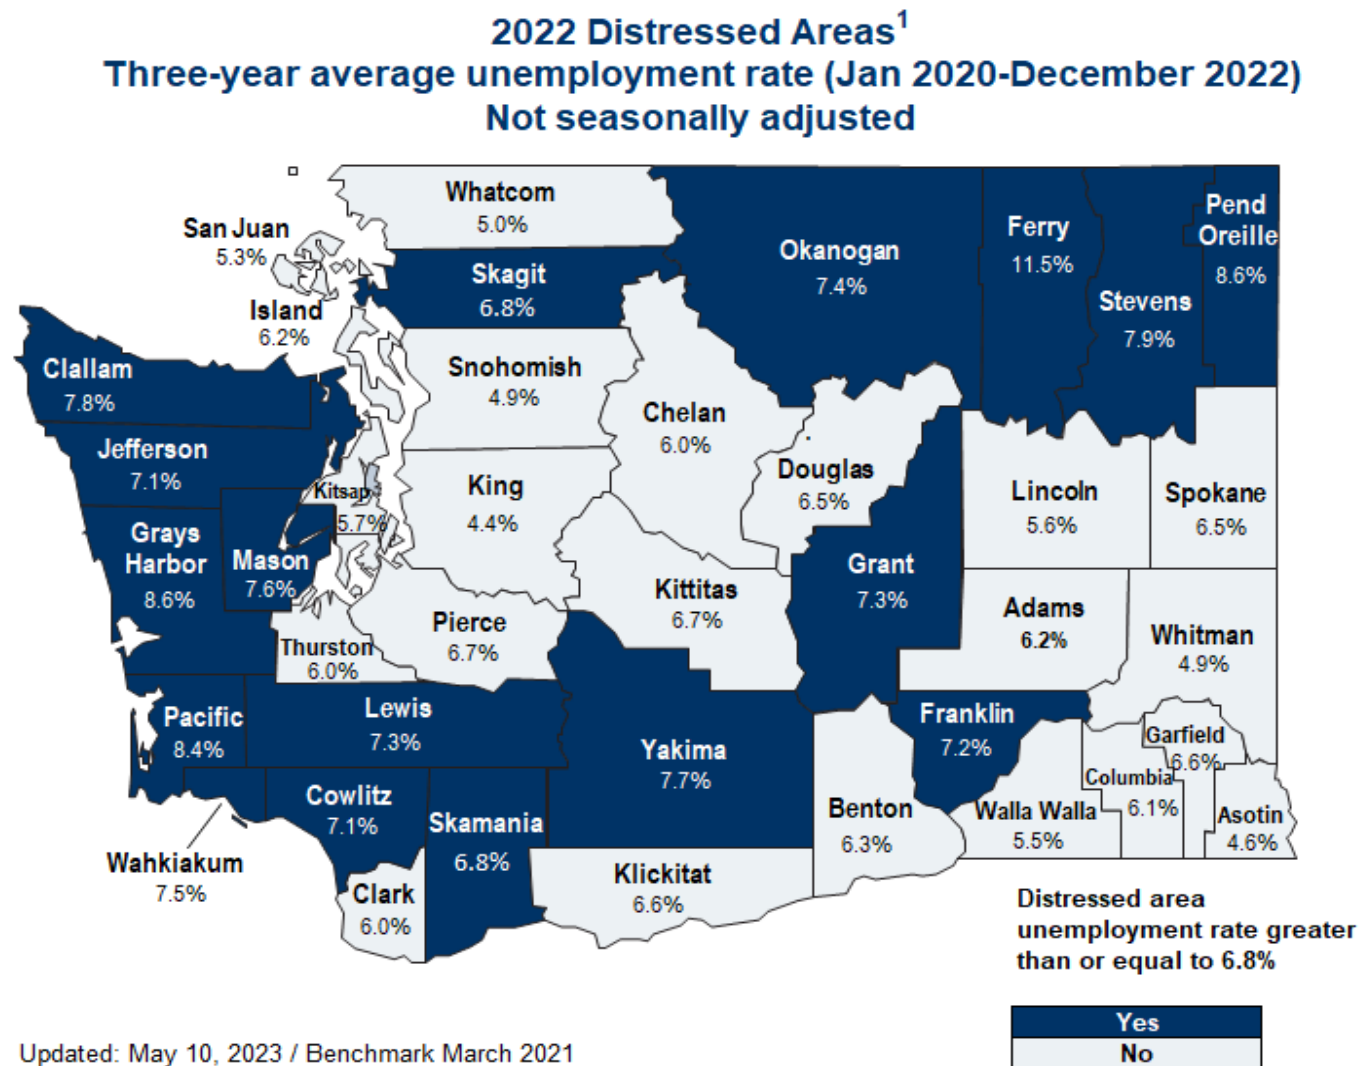 2022 Distressed Areas1
Three-year average unemployment rate (Jan 2020-December 2022)
Not seasonally adjusted
Whatcom
5.0%
San Juan
5.3%
Skagit
6.8%
Island
6.2%
Okanogan
7.4%
Ferry
11.5%
Stevens
7.9%
Pend
Oreille
8.6%
Clallam
7.8%
Snohomish
4.9%
Chelan
6.0%
Jefferson
7.1%
Kitsap
5.7%
King
4.4%
Douglas
6.5%
Lincoln
5.6%
Spokane
6.5%
Grays
Harbor
8.6%
Mason
7.6%
Kittitas
6.7%
Grant
7.3%
Adams
6.2%
Whitman
4.9%
Thurston
6.0%
Pierce
6.7%
Pacific
8.4%
Lewis
7.3%
Yakima
7.7%
Franklin
7.2%
Garfield
6.6%
Columbia
6.1%
Cowlitz
7.1%
Skamania
6.8%
Benton
6.3%
Walla Walla
5.5%
Asotin
4.6%
Wahkiakum
7.5%
Clark
6.0%
Klickitat
6.6%
Distressed area
unemployment rate greater
than or equal to 6.8%
Yes
No
Updated: May 10, 2023 / Benchmark March 2021